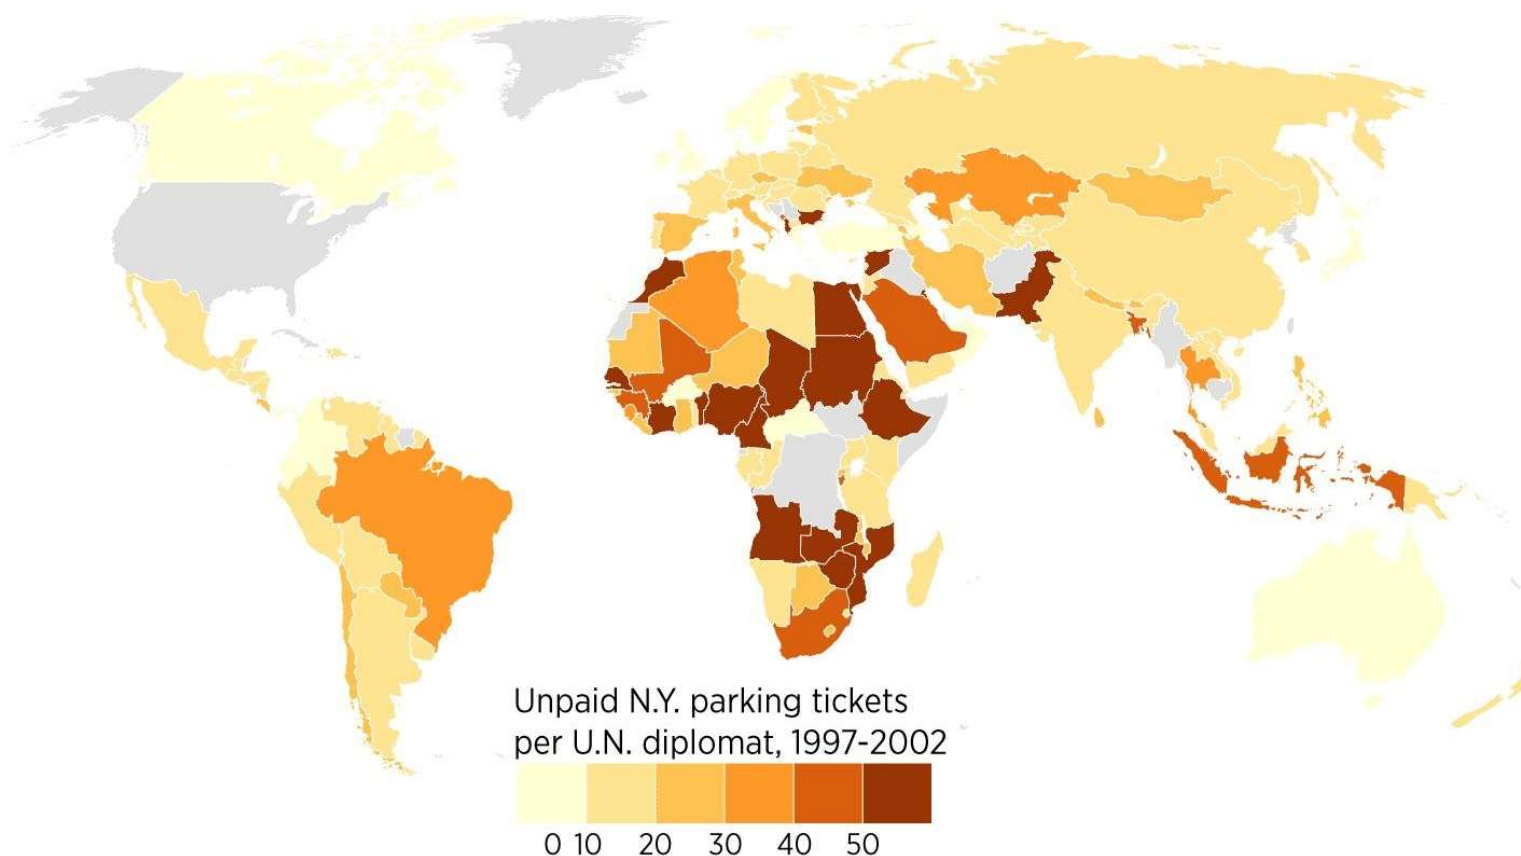 Unpaid N.Y. parking tickets
per U.N. diplomat, 1997-2002
0 10 20 30 40 50